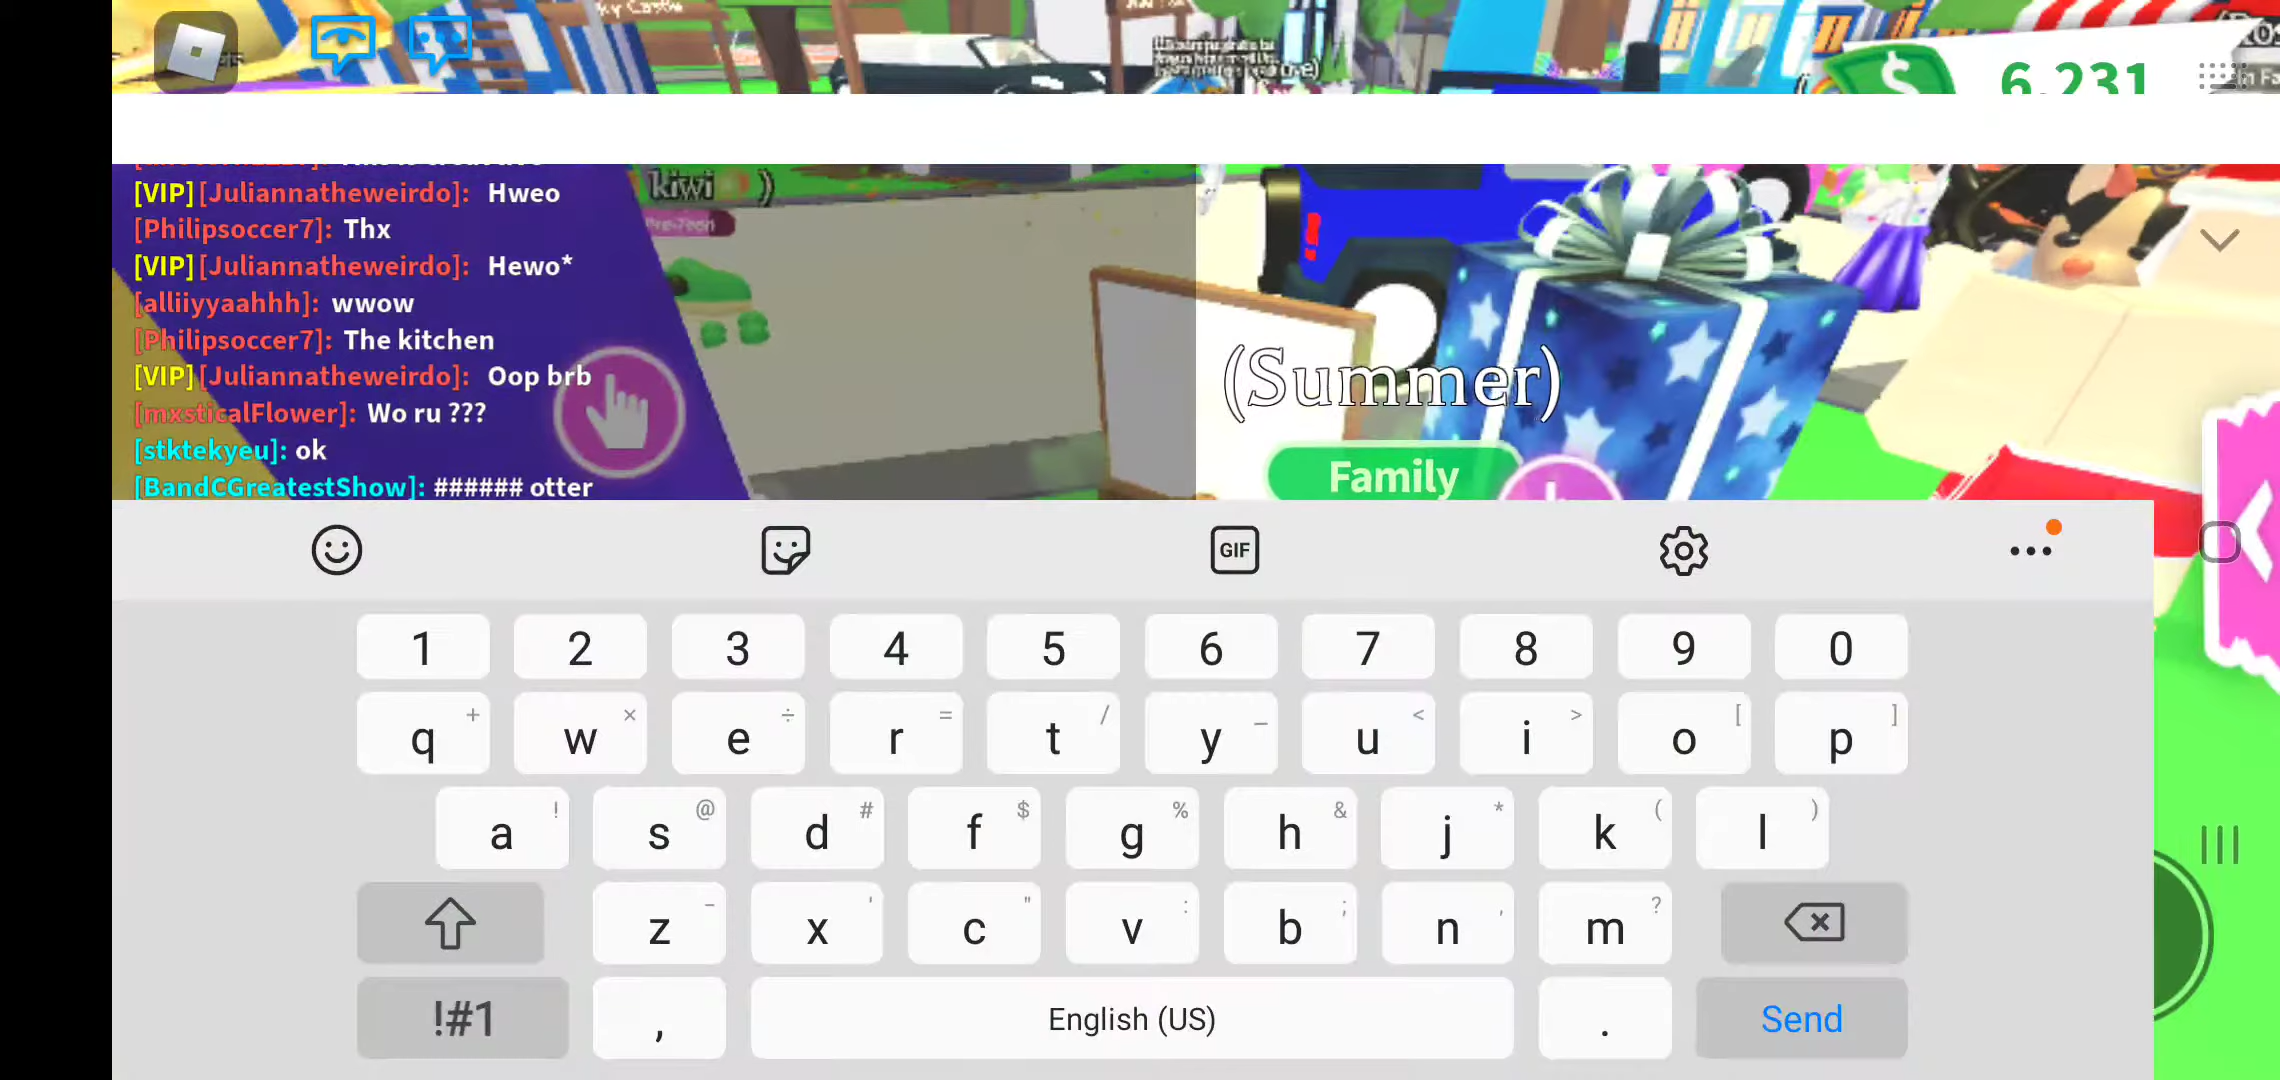 6,231
kiwi )
Pre-Teen
[VIP][Juliannatheweirdo]: Hweo
[Philipsoccer7]: Thx
[VIP][Juliannatheweirdo]: Hewo*
[alliiyyaahhh]: wwow
[Philipsoccer7]: The kitchen
[VIP][Juliannatheweirdo]: Oop brb
[mxsticalFlower]: Wo ru ???
[stktekyeu]: ok
[BandCGreatestShow]: ###### otter
(Summer)
Family
GIF
1 2 3 4 5 6 7 8 9 0
+ × ÷ = / _ < > [ ]
q w e r t y u i o p
! @ # $ % & * ( )
a s d f g h j k l
- ' " : ; , ?
z x c v b n m
!#1 , English (US) . Send